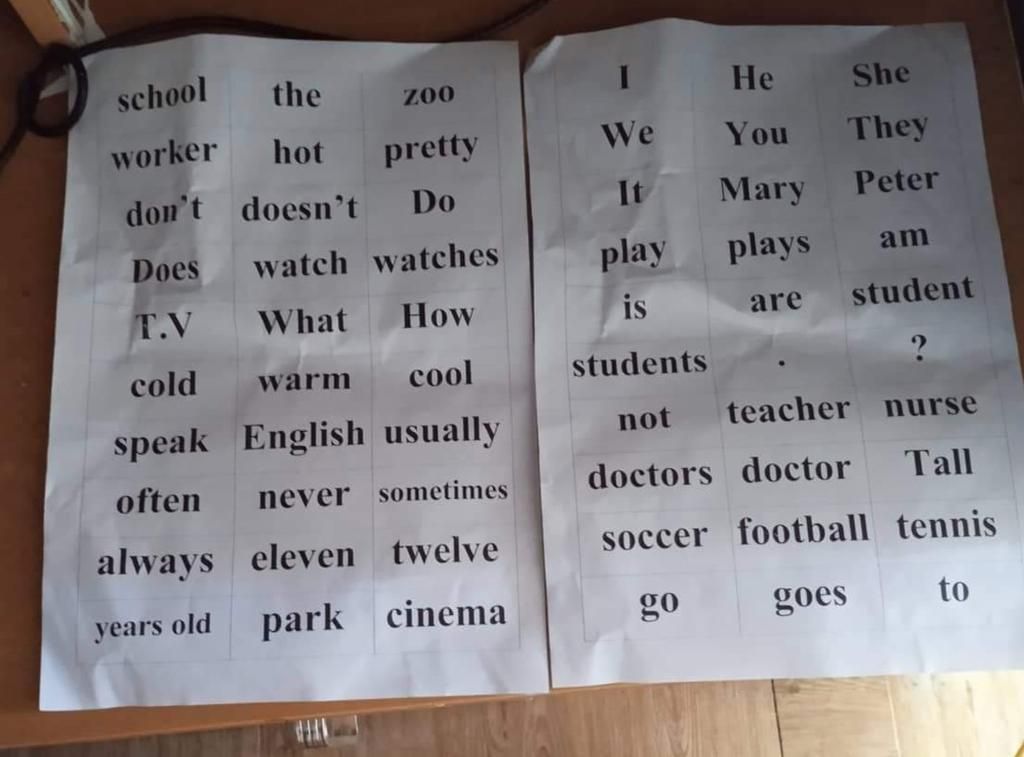 school the zoo
worker hot pretty
don't doesn't Do
Does watch watches
T.V What How
cold warm cool
speak English usually
often never sometimes
always eleven twelve
years old park cinema
I He She
We You They
It Mary Peter
play plays am
is are student
students . ?
not teacher nurse
doctors doctor Tall
soccer football tennis
go goes to